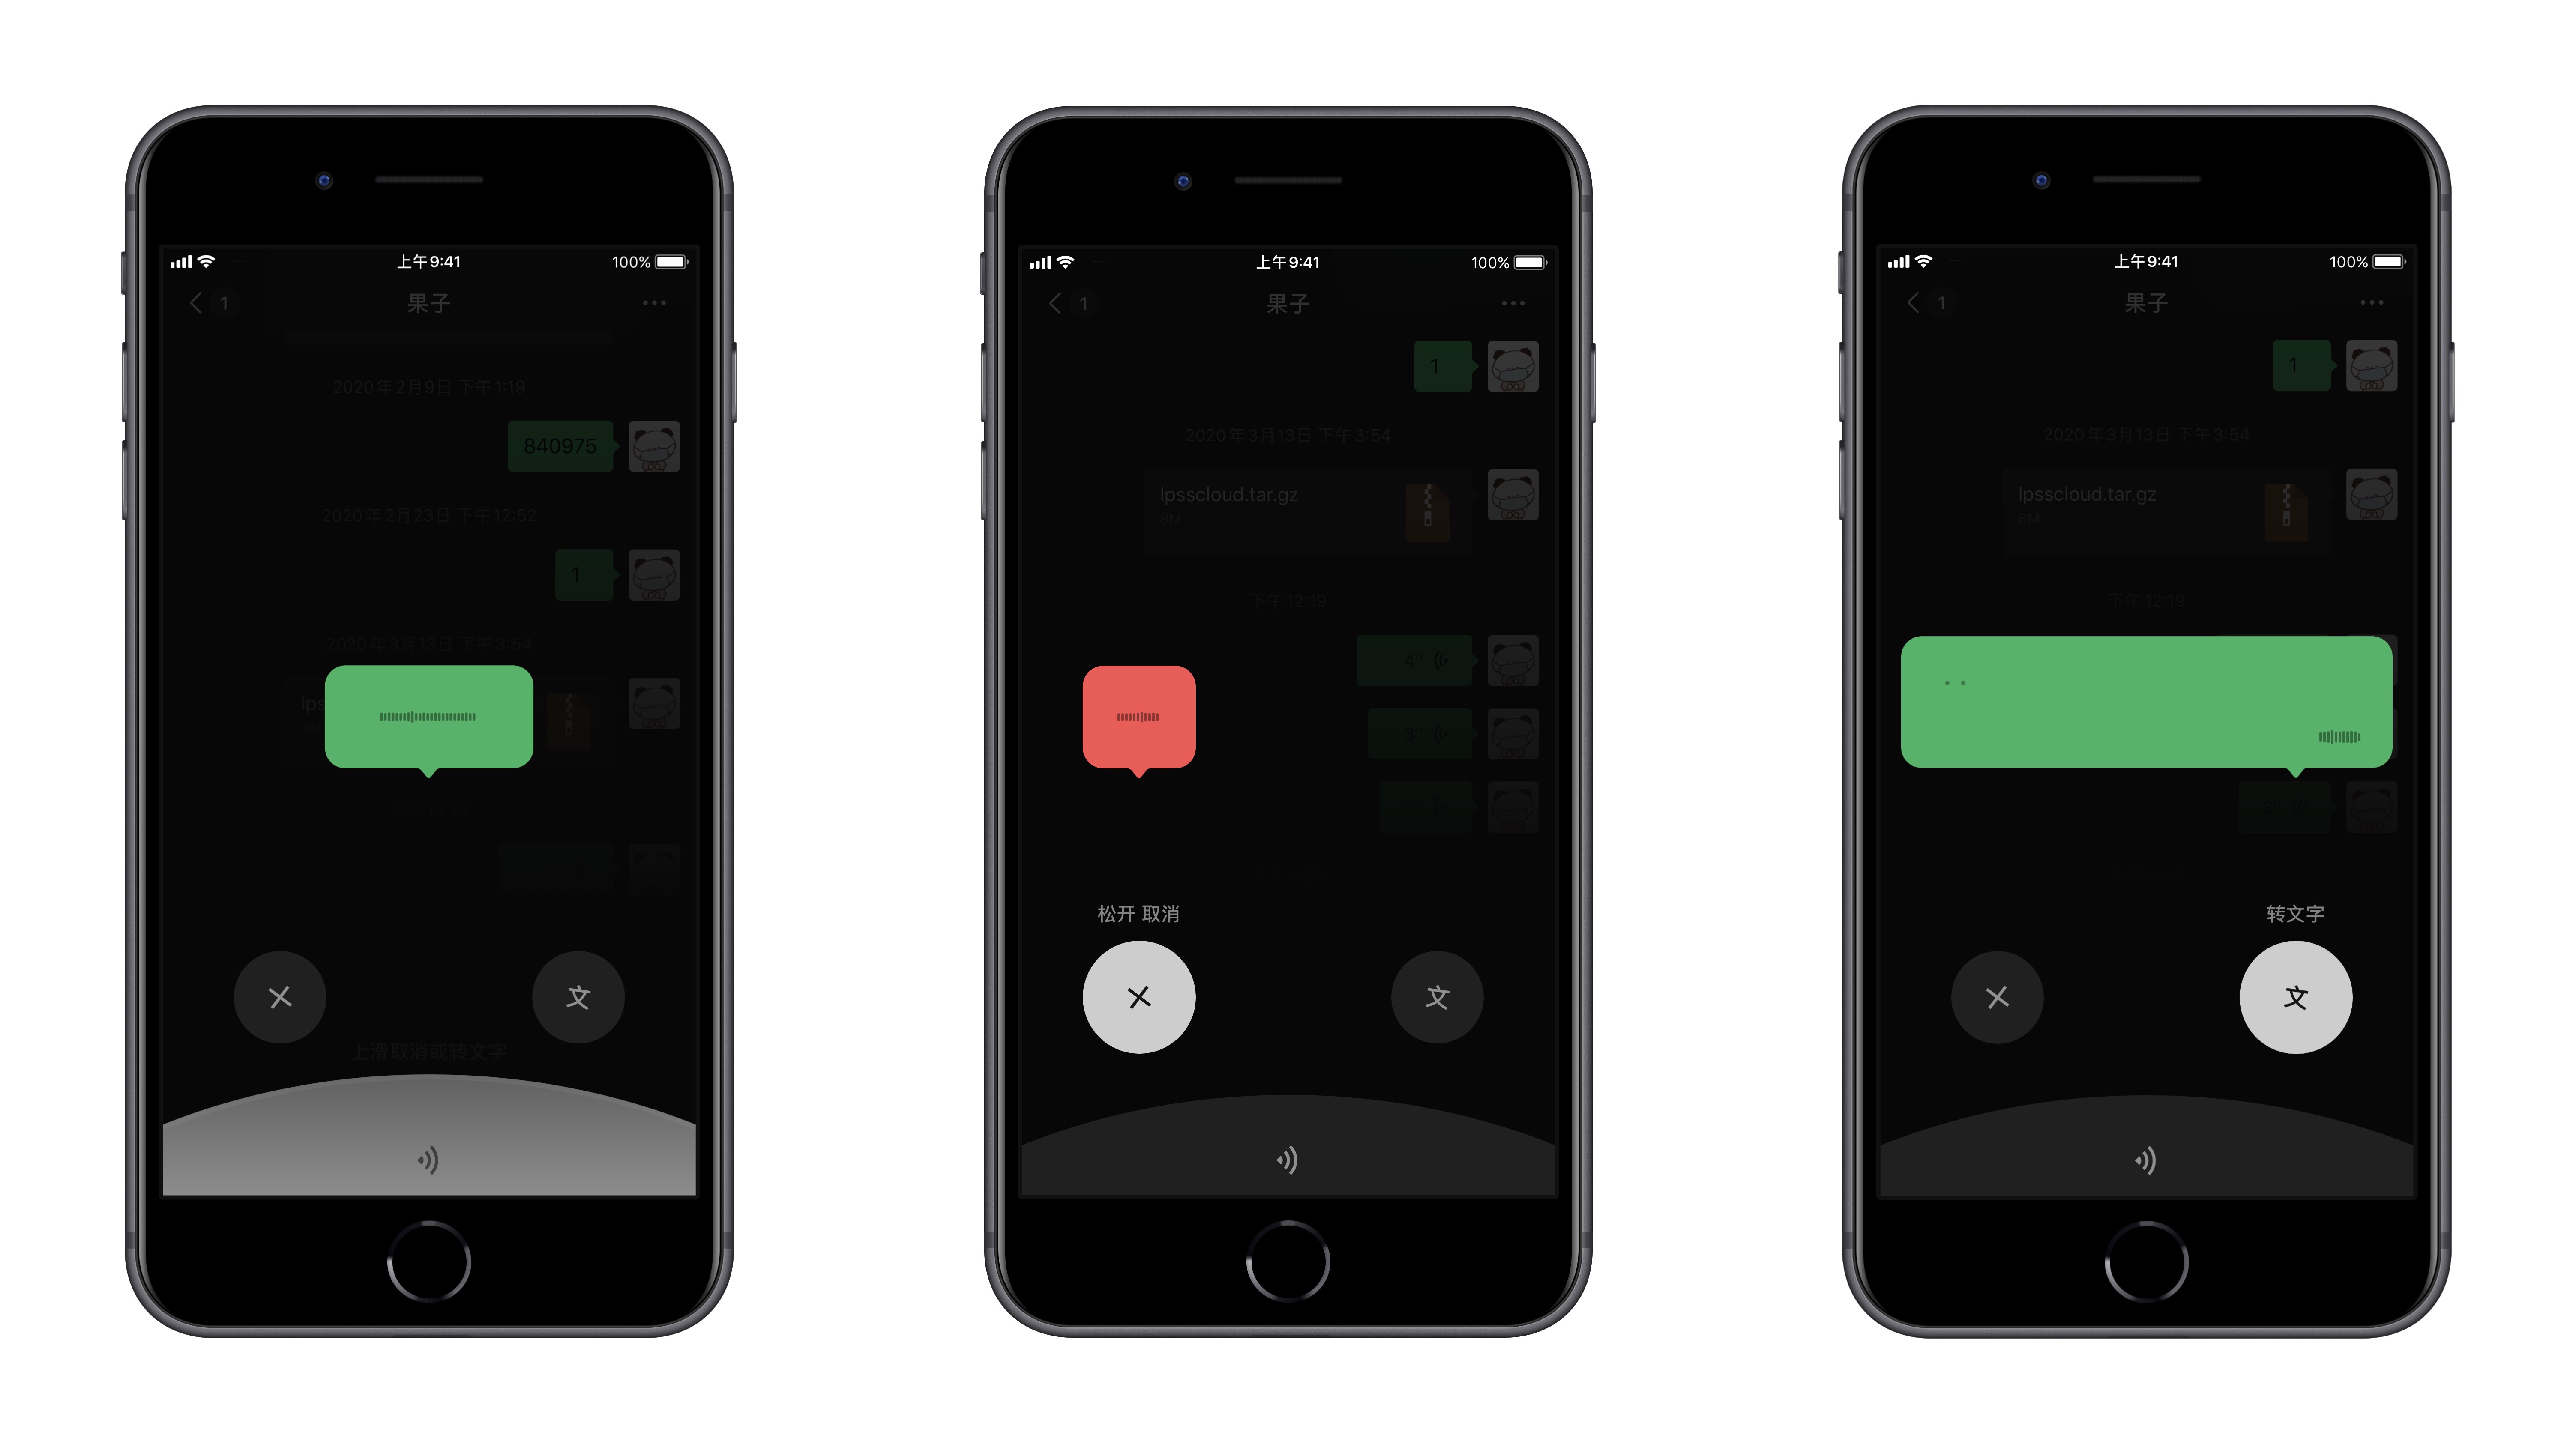 上午9:41
100%
1
果子
2020年2月9日 下午1:19
840975
2020年2月23日 下午12:52
1
2020年3月13日 下午3:54
lps
8M
文
上滑取消或转文字
上午9:41
100%
1
果子
1
2020年3月13日 下午3:54
lpsscloud.tar.gz
8M
下午12:19
4"
3"
2"
松开 取消
文
上午9:41
100%
1
果子
1
2020年3月13日 下午3:54
lpsscloud.tar.gz
8M
下午12:19
2"
转文字
文